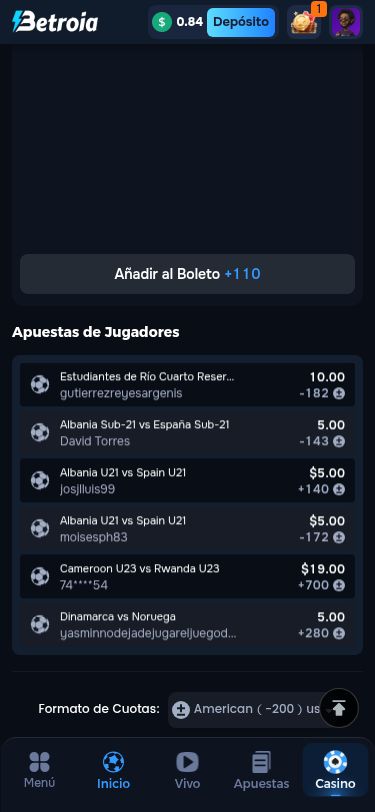 Betroia
$ 0.84 Depósito
1
Añadir al Boleto +110
Apuestas de Jugadores
Estudiantes de Río Cuarto Reser... 10.00
gutierrezreyesargenis -182
Albania Sub-21 vs España Sub-21 5.00
David Torres -143
Albania U21 vs Spain U21 $5.00
josjlluis99 +140
Albania U21 vs Spain U21 $5.00
moisesph83 -172
Cameroon U23 vs Rwanda U23 $19.00
74****54 +700
Dinamarca vs Noruega 5.00
yasminnodejadejugareljuegod... +280
Formato de Cuotas: American ( -200 ) us
Menú Inicio Vivo Apuestas Casino